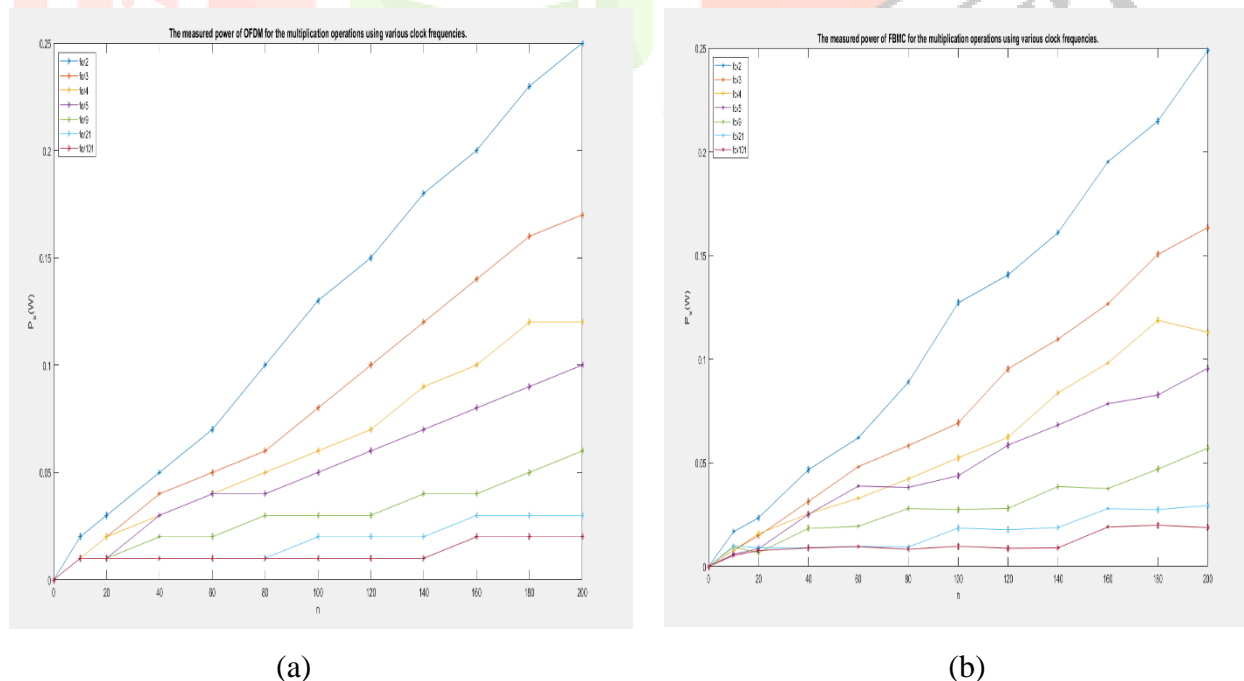 The measured power of OFDM for the multiplication operations using various clock frequencies.
0.25
0.2
0.15
0.1
0.05
0
fo/2
fo/3
fo/4
fo/5
fo/9
fo/21
fo/101
Px(W)
0 20 40 60 80 100 120 140 160 180 200
n
(a)
The measured power of FBMC for the multiplication operations using various clock frequencies.
0.25
0.2
0.15
0.1
0.05
0
fo/2
fo/3
fo/4
fo/5
fo/9
fo/21
fo/101
Px(W)
0 20 40 60 80 100 120 140 160 180 200
n
(b)